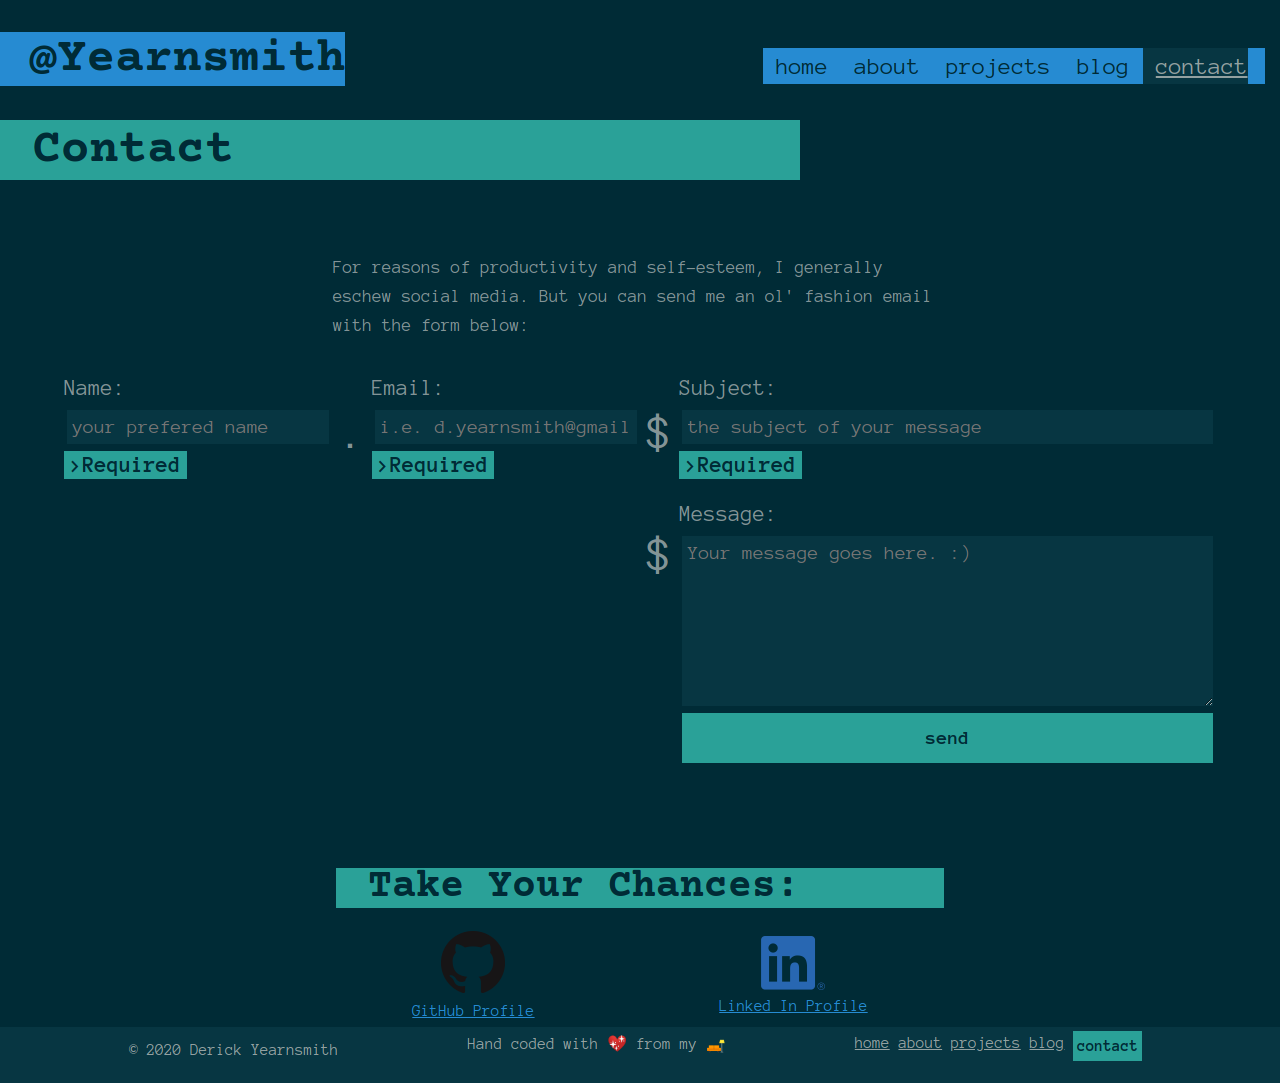 @Yearnsmith
home about projects blog contact
Contact
For reasons of productivity and self-esteem, I generally
eschew social media. But you can send me an ol' fashion email
with the form below:
Name: Email: Subject:
your prefered name . i.e. d.yearnsmith@gmail $ the subject of your message
>Required >Required >Required
Message:
$ Your message goes here. :)
send
Take Your Chances:
in ®
GitHub Profile Linked In Profile
© 2020 Derick Yearnsmith Hand coded with 💖 from my 🛋 home about projects blog contact